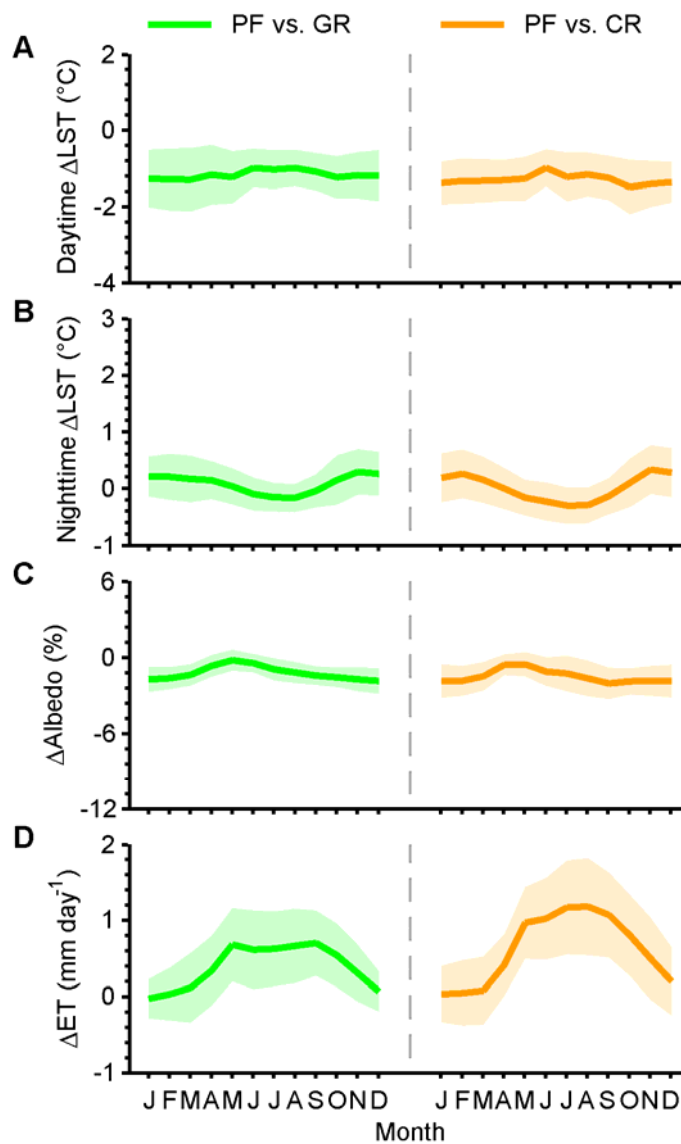 PF vs. GR
PF vs. CR
A
Daytime ΔLST (°C)
2
0
-2
-4
B
Nighttime ΔLST (°C)
3
1
0
-1
C
ΔAlbedo (%)
6
0
-6
-12
D
ΔET (mm day⁻¹)
2
1
0
-1
J F M A M J J A S O N D
J F M A M J J A S O N D
Month